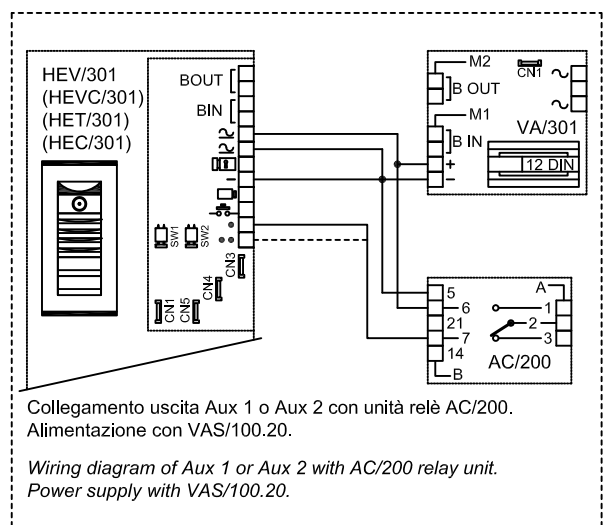 HEV/301
(HEVC/301)
(HET/301)
(HEC/301)
BOUT
BIN
–
SW1
SW2
CN3
CN4
CN1
CN5
M2
B OUT
CN1
M1
B IN
VA/301
+
–
12 DIN
5
6
21
7
14
B
A
1
2
3
AC/200
Collegamento uscita Aux 1 o Aux 2 con unità relè AC/200.
Alimentazione con VAS/100.20.
Wiring diagram of Aux 1 or Aux 2 with AC/200 relay unit.
Power supply with VAS/100.20.